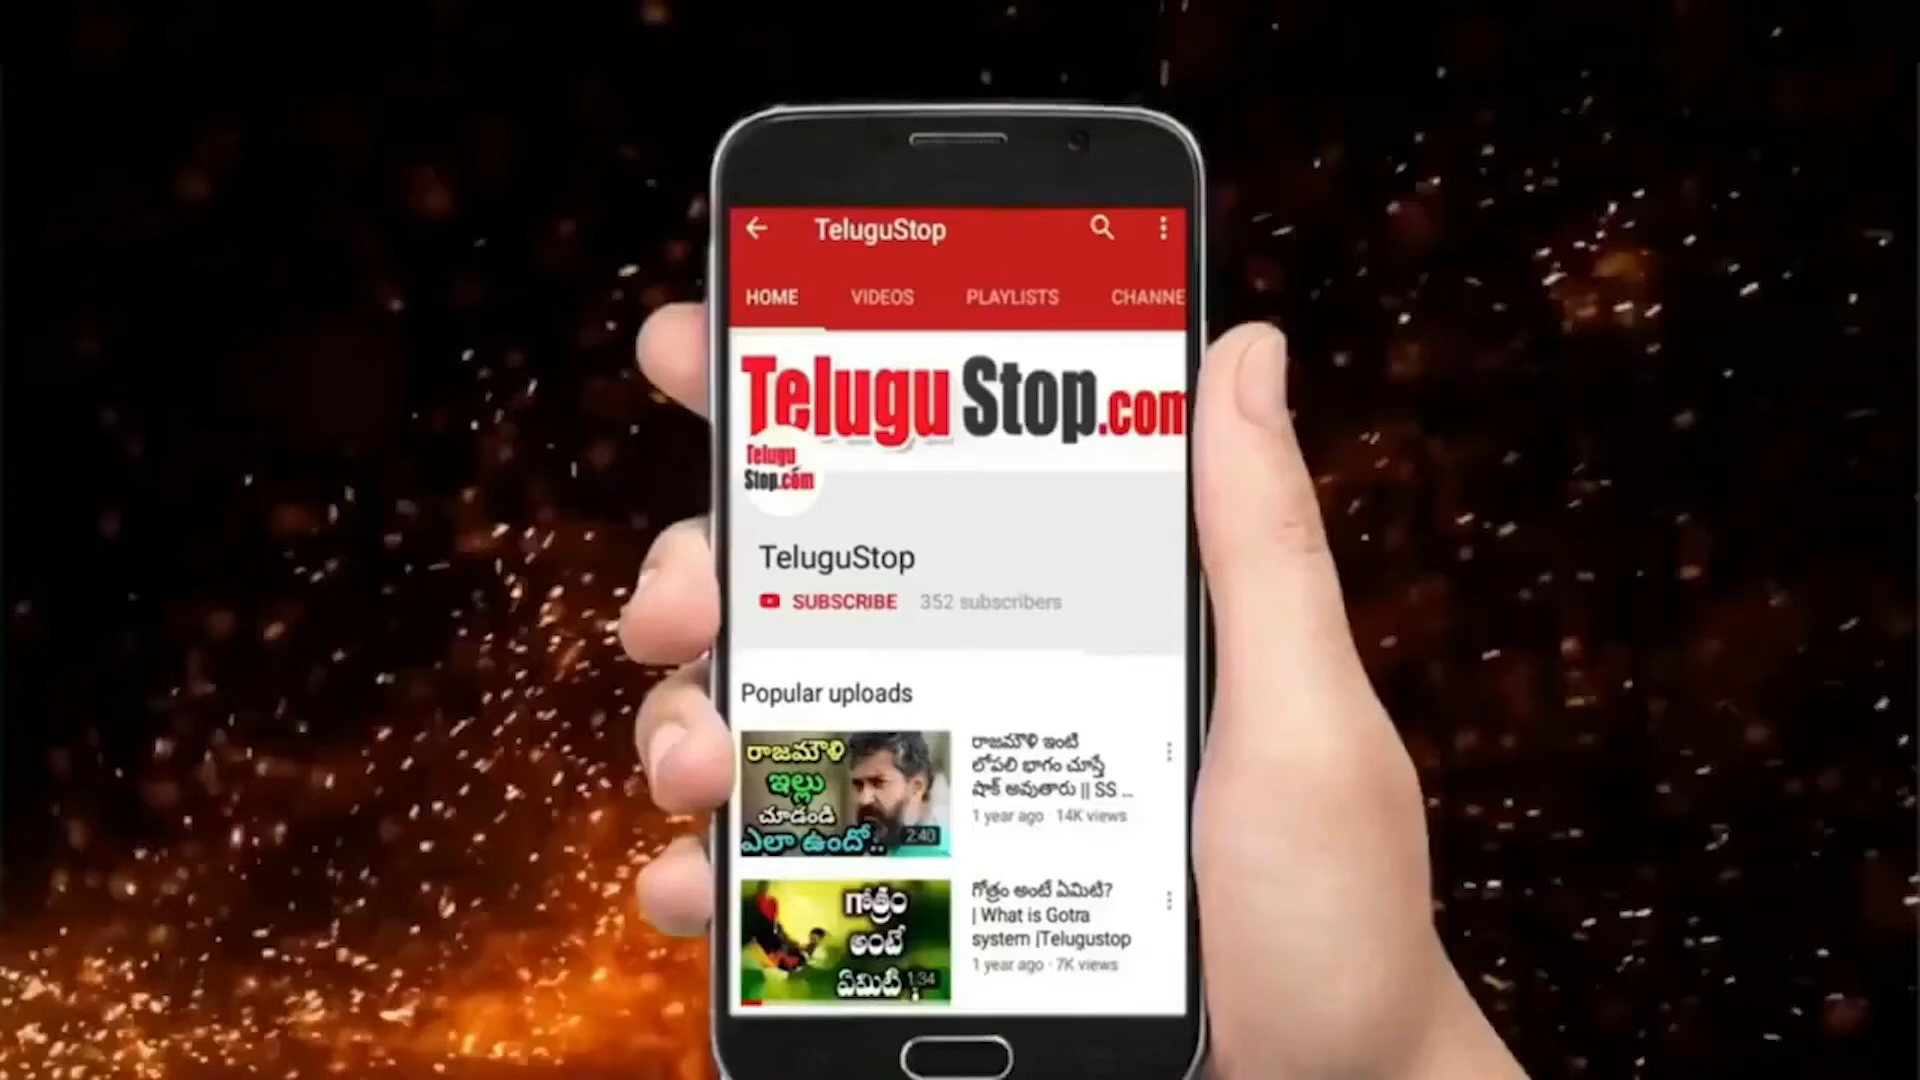 TeluguStop
HOME VIDEOS PLAYLISTS CHANNE
Telugu Stop.com
Telugu
Stop.com
TeluguStop
SUBSCRIBE 352 subscribers
Popular uploads
రాజమౌళి
ఇల్లు
చూడండి
ఎలా ఉందో..
2:40
రాజమౌళి ఇంటి
లోపలి భాగం చూస్తే
షాక్ అవుతారు || SS ...
1 year ago · 14K views
గోత్రం
అంటే
ఏమిటి
1:34
గోత్రం అంటే ఏమిటి?
| What is Gotra
system |Telugustop
1 year ago · 7K views